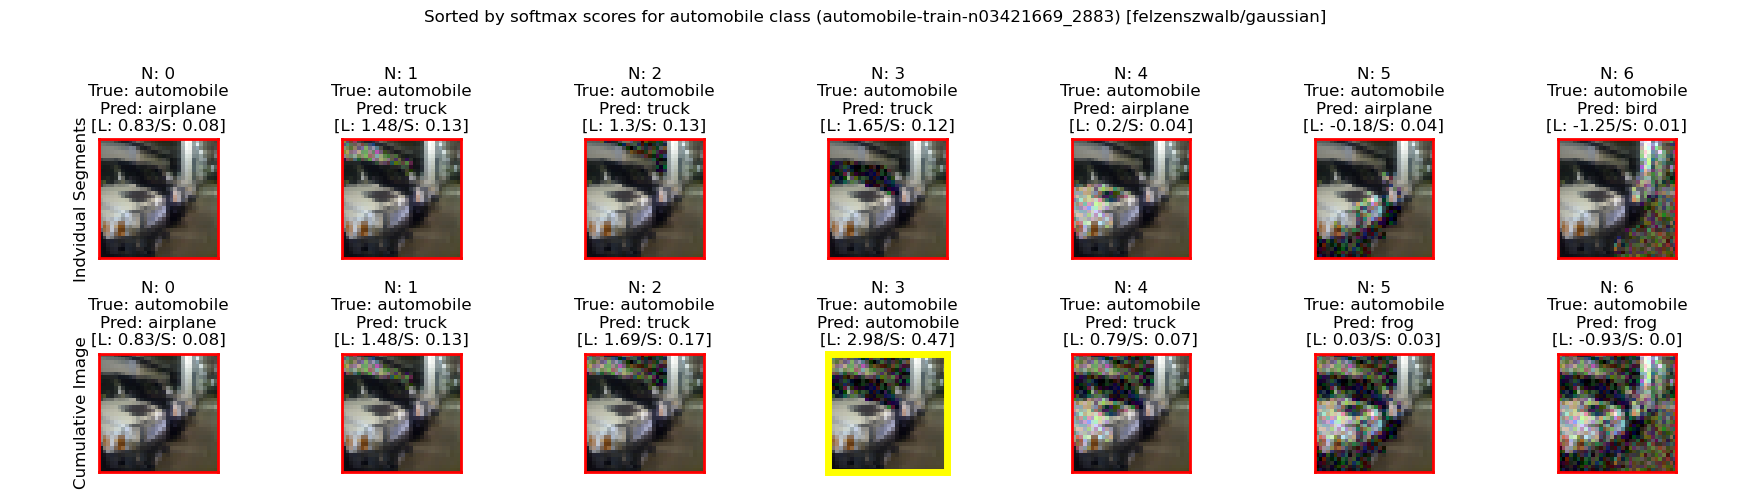 Sorted by softmax scores for automobile class (automobile-train-n03421669_2883) [felzenszwalb/gaussian]
Indvidual Segments
N: 0
True: automobile
Pred: airplane
[L: 0.83/S: 0.08]
N: 1
True: automobile
Pred: truck
[L: 1.48/S: 0.13]
N: 2
True: automobile
Pred: truck
[L: 1.3/S: 0.13]
N: 3
True: automobile
Pred: truck
[L: 1.65/S: 0.12]
N: 4
True: automobile
Pred: airplane
[L: 0.2/S: 0.04]
N: 5
True: automobile
Pred: airplane
[L: -0.18/S: 0.04]
N: 6
True: automobile
Pred: bird
[L: -1.25/S: 0.01]
Cumulative Image
N: 0
True: automobile
Pred: airplane
[L: 0.83/S: 0.08]
N: 1
True: automobile
Pred: truck
[L: 1.48/S: 0.13]
N: 2
True: automobile
Pred: truck
[L: 1.69/S: 0.17]
N: 3
True: automobile
Pred: automobile
[L: 2.98/S: 0.47]
N: 4
True: automobile
Pred: truck
[L: 0.79/S: 0.07]
N: 5
True: automobile
Pred: frog
[L: 0.03/S: 0.03]
N: 6
True: automobile
Pred: frog
[L: -0.93/S: 0.0]